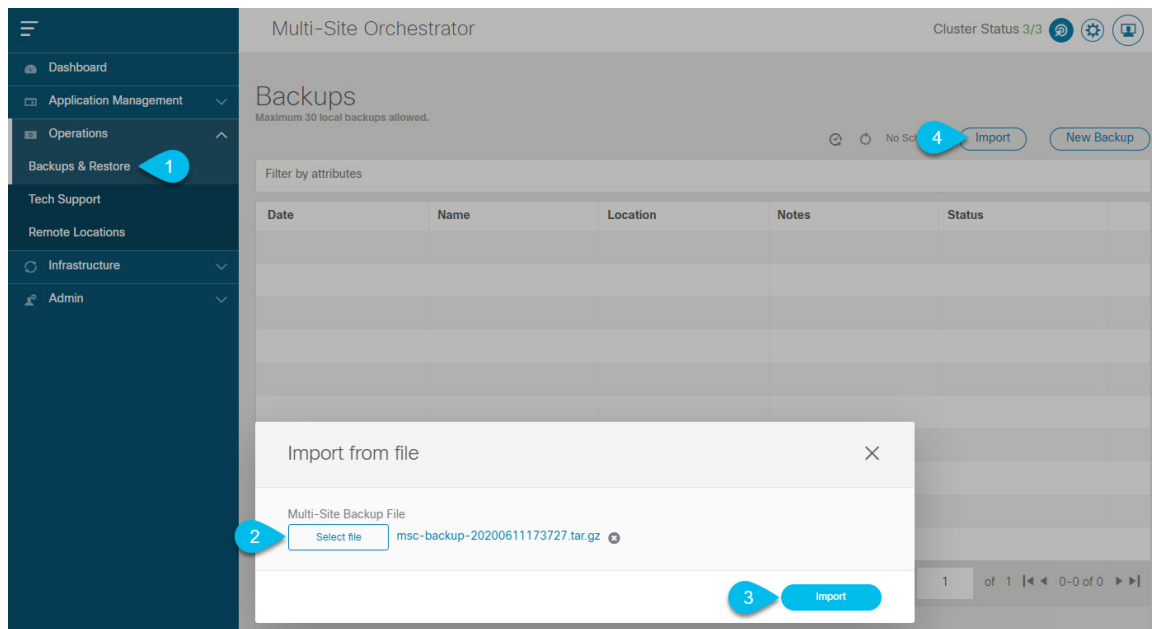 Multi-Site Orchestrator
Cluster Status 3/3
Dashboard
Application Management
Operations
Backups & Restore
1
Tech Support
Remote Locations
Infrastructure
Admin
Backups
Maximum 30 local backups allowed.
No Sch
4
Import
New Backup
Filter by attributes
Date Name Location Notes Status
Import from file
Multi-Site Backup File
2
Select file
msc-backup-20200611173727.tar.gz
3
Import
1 of 1 0-0 of 0